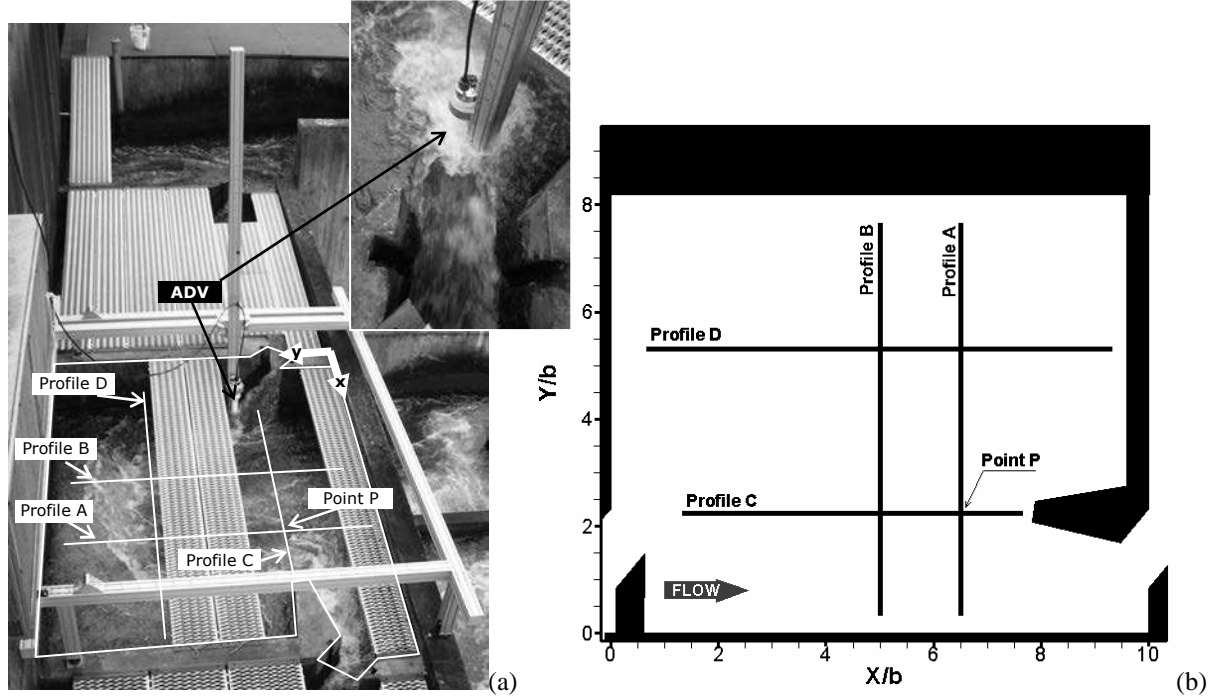 ADV
y
x
Profile D
Profile B
Point P
Profile A
Profile C
(a)
8
6
4
2
0
Y/b
Profile B
Profile A
Profile D
Point P
Profile C
FLOW
0
2
4
6
8
10
X/b
(b)